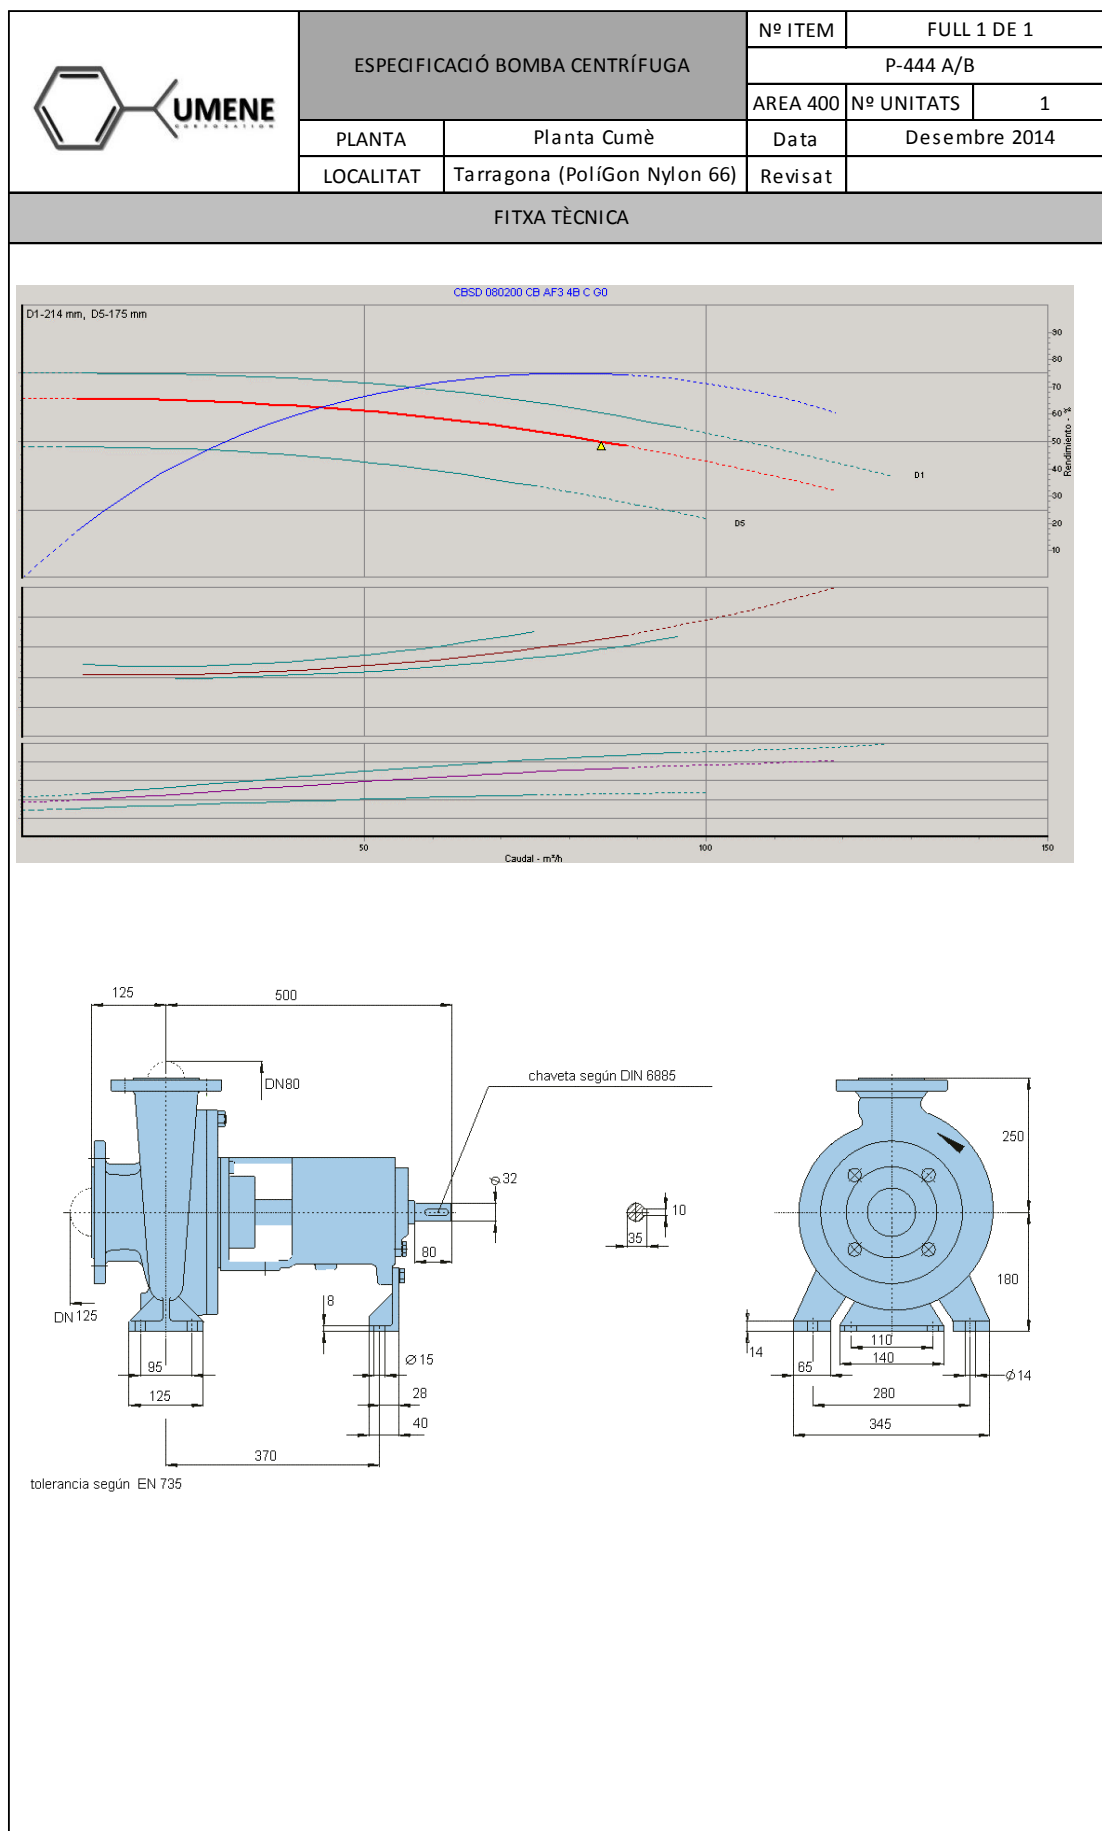 UMENE
CORPORATION
ESPECIFICACIÓ BOMBA CENTRÍFUGA
Nº ITEM
FULL 1 DE 1
P-444 A/B
AREA 400
Nº UNITATS
1
PLANTA
Planta Cumè
Data
Desembre 2014
LOCALITAT
Tarragona (PolíGon Nylon 66)
Revisat
FITXA TÈCNICA
CBSD 080200 CB AF3 4B C G0
D1-214 mm, D5-175 mm
90
80
70
60
50
40
30
20
10
Rendimiento - %
D1
D5
50
100
150
Caudal - m³/h
125
500
DN80
chaveta según DIN 6885
⌀32
80
DN 125
8
95
125
⌀15
28
40
370
tolerancia según EN 735
10
35
250
180
14
65
110
140
⌀14
280
345